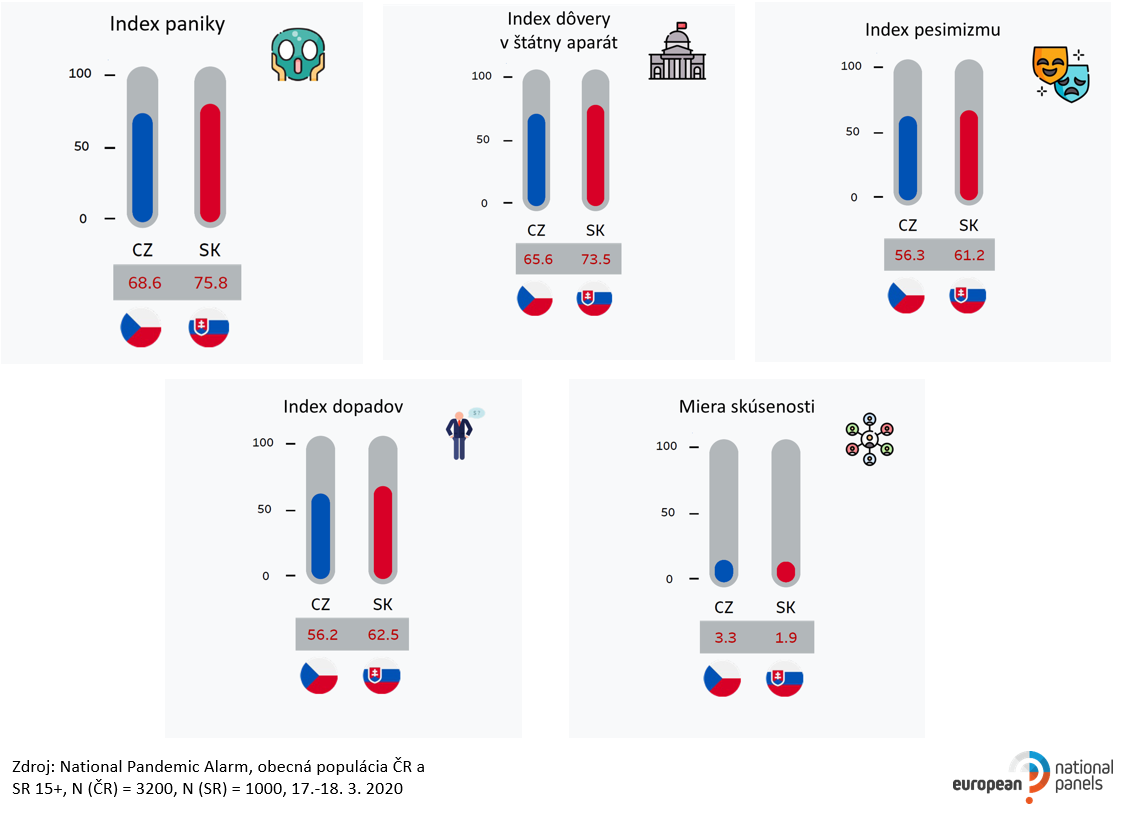 Index paniky
100
50
0
CZ SK
68.6 75.8
Index dôvery
v štátny aparát
100
50
0
CZ SK
65.6 73.5
Index pesimizmu
100
50
0
CZ SK
56.3 61.2
Index dopadov
100
50
0
CZ SK
56.2 62.5
Miera skúsenosti
100
50
0
CZ SK
3.3 1.9
Zdroj: National Pandemic Alarm, obecná populácia ČR a
SR 15+, N (ČR) = 3200, N (SR) = 1000, 17.-18. 3. 2020
european national
panels